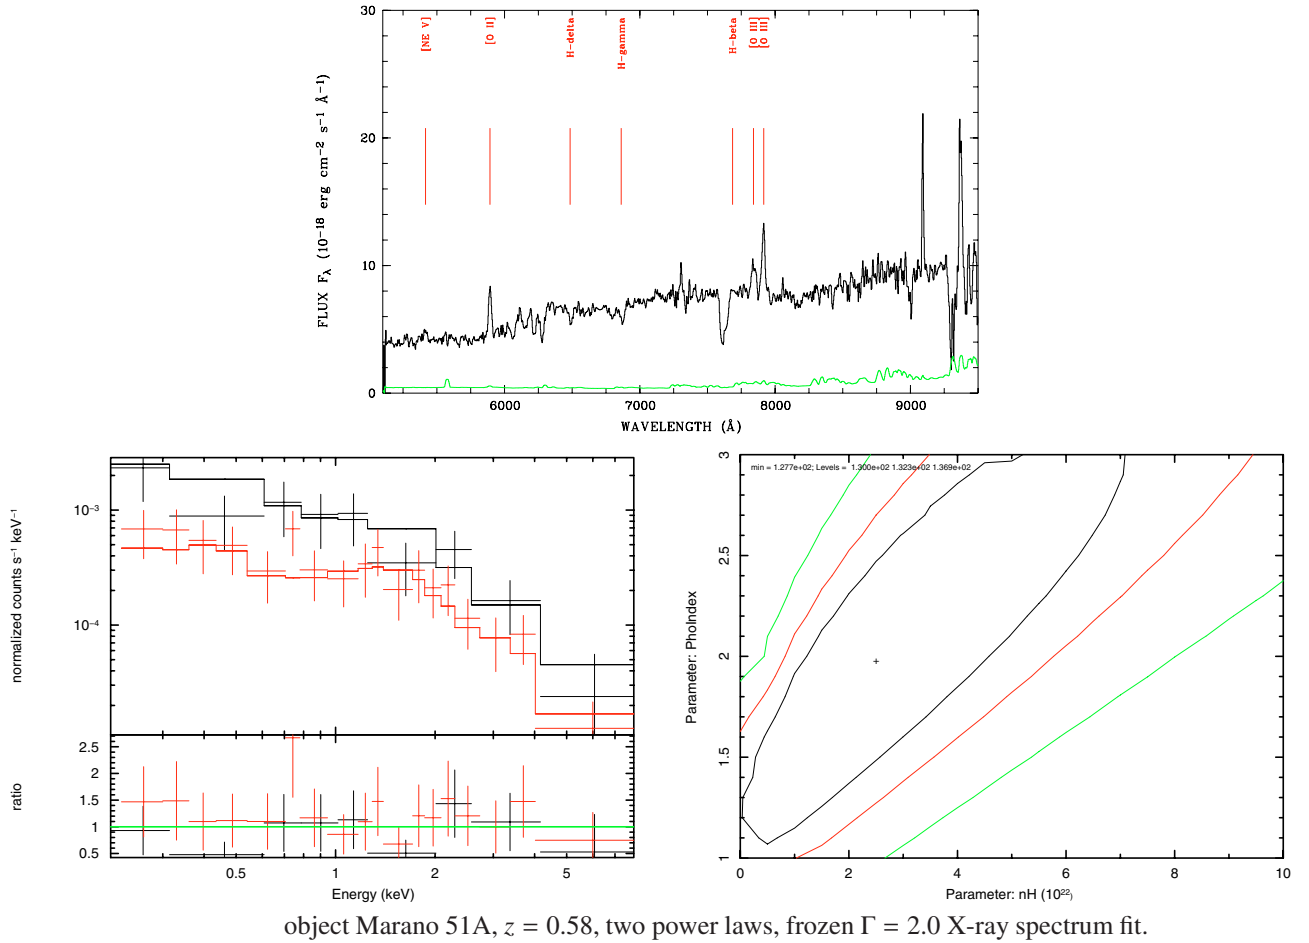 30
20
10
0
FLUX Fλ (10⁻¹⁸ erg cm⁻² s⁻¹ Å⁻¹)
[NE V]
[O II]
H-delta
H-gamma
H-beta
[O III]
[O III]
6000 7000 8000 9000
WAVELENGTH (Å)
10⁻³
10⁻⁴
normalized counts s⁻¹ keV⁻¹
2.5
2
1.5
1
0.5
ratio
0.5 1 2 5
Energy (keV)
min = 1.277e+02; Levels = 1.300e+02 1.323e+02 1.369e+02
3
2.5
2
1.5
1
Parameter: PhoIndex
0 2 4 6 8 10
Parameter: nH (10²²)
object Marano 51A, z = 0.58, two power laws, frozen Γ = 2.0 X-ray spectrum fit.